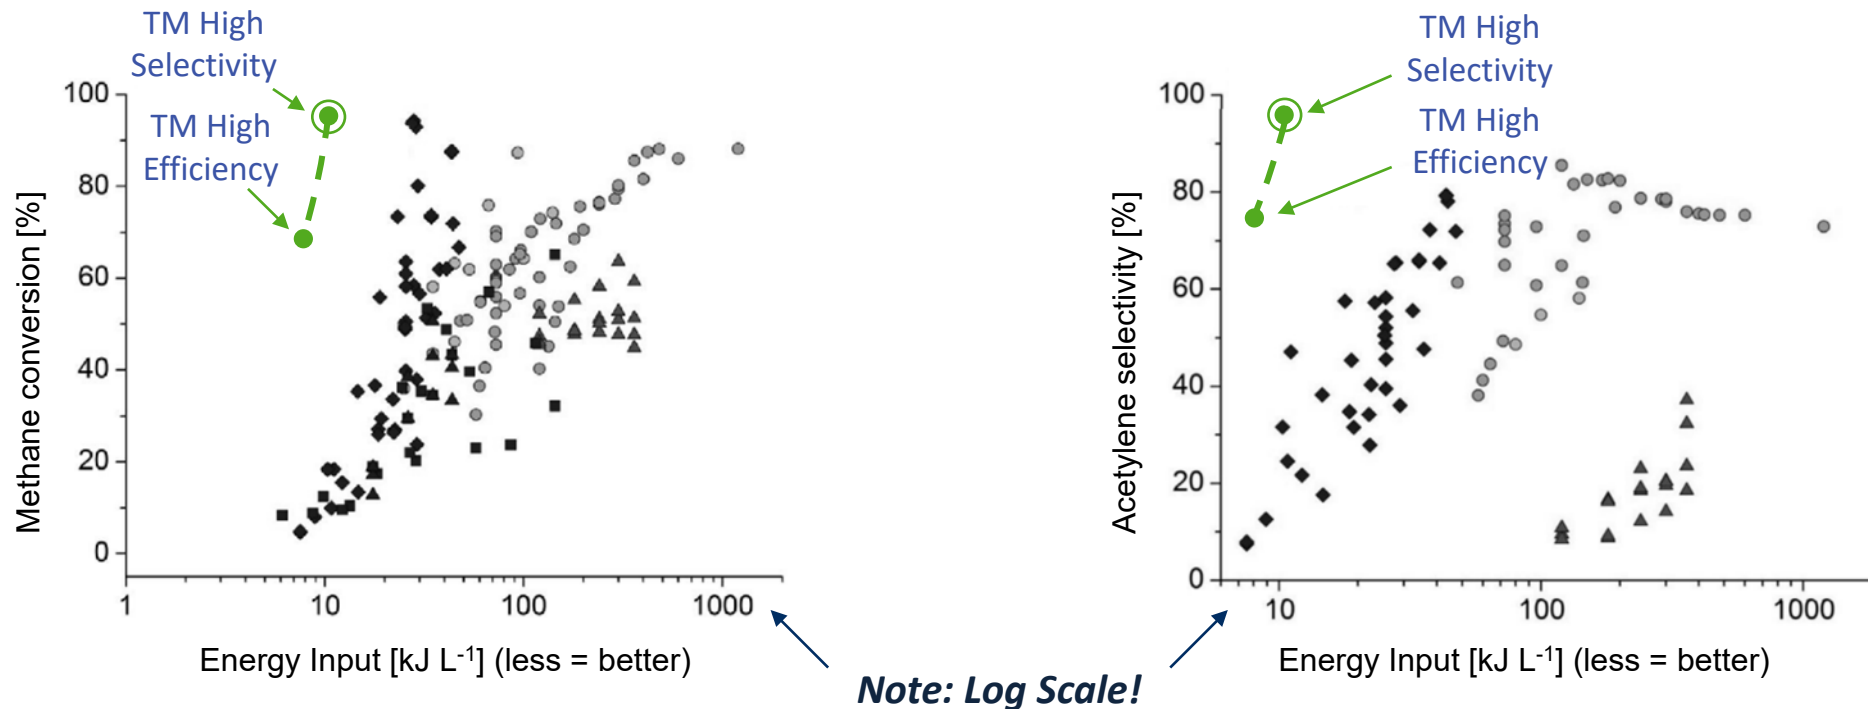 TM High
Selectivity
TM High
Efficiency
Methane conversion [%]
100
80
60
40
20
0
1
10
100
1000
Energy Input [kJ L-1] (less = better)
TM High
Selectivity
TM High
Efficiency
Acetylene selectivity [%]
100
80
60
40
20
0
10
100
1000
Energy Input [kJ L-1] (less = better)
Note: Log Scale!